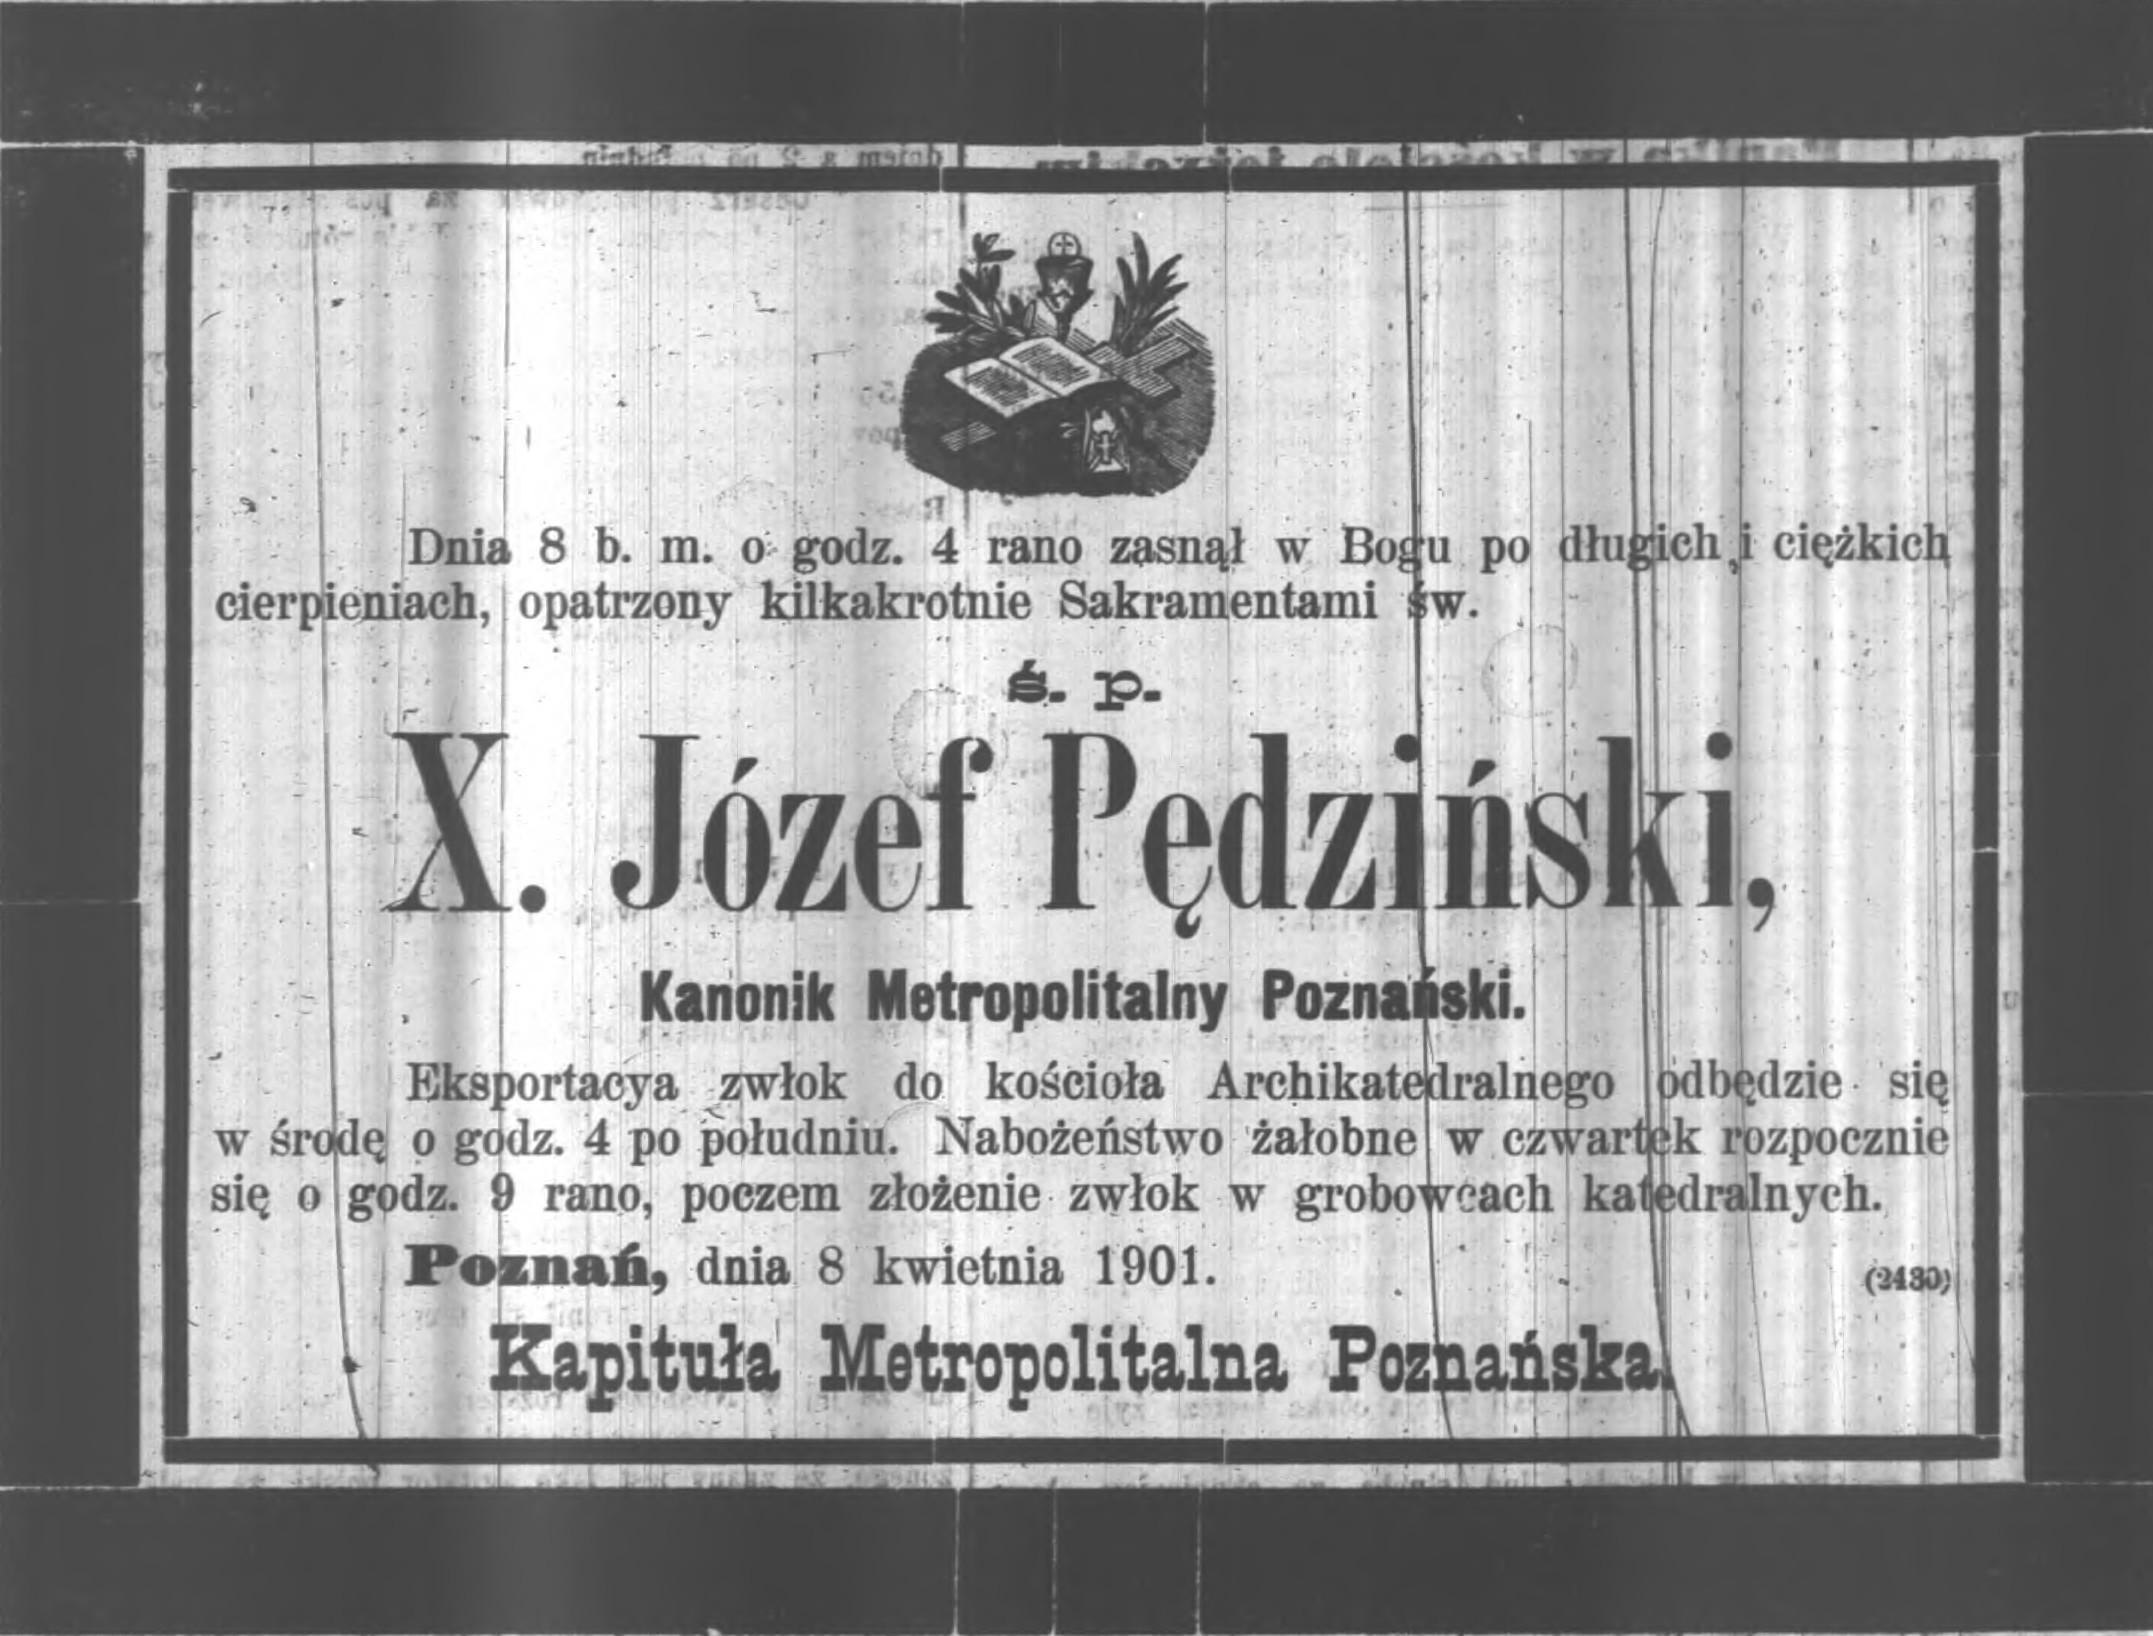 Dnia 8 b. m. o godz. 4 rano zasnął w Bogu po długich i ciężkich
cierpieniach, opatrzony kilkakrotnie Sakramentami św.
ś. p.
X. Józef Pędziński,
Kanonik Metropolitalny Poznański.
Eksportacya zwłok do kościoła Archikatedralnego odbędzie się
w środę o godz. 4 po południu. Nabożeństwo żałobne w czwartek rozpocznie
się o godz. 9 rano, poczem złożenie zwłok w grobowcach katedralnych.
Poznań, dnia 8 kwietnia 1901.
(2430)
Kapituła Metropolitalna Poznańska.